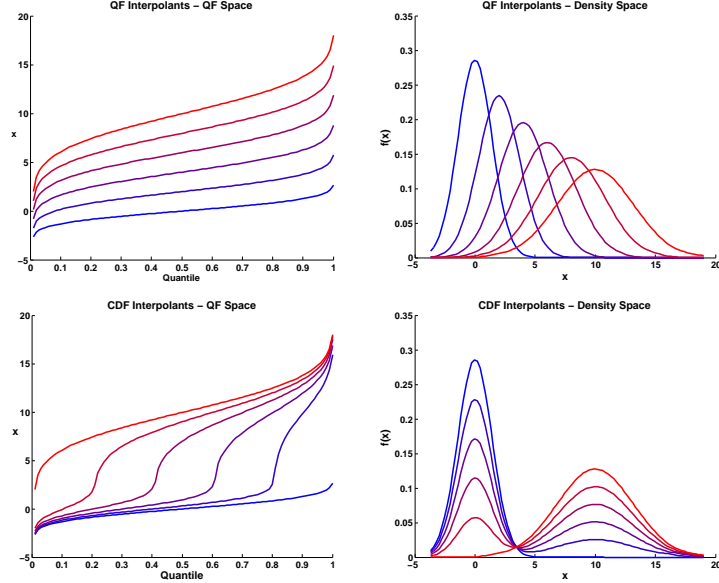 QF Interpolants – QF Space
20
15
10
5
0
−5
x
0 0.1 0.2 0.3 0.4 0.5 0.6 0.7 0.8 0.9 1
Quantile
QF Interpolants – Density Space
0.35
0.3
0.25
0.2
0.15
0.1
0.05
0
f(x)
−5 0 5 10 15 20
x
CDF Interpolants – QF Space
20
15
10
5
0
−5
x
0 0.1 0.2 0.3 0.4 0.5 0.6 0.7 0.8 0.9 1
Quantile
CDF Interpolants – Density Space
0.35
0.3
0.25
0.2
0.15
0.1
0.05
0
f(x)
−5 0 5 10 15 20
x